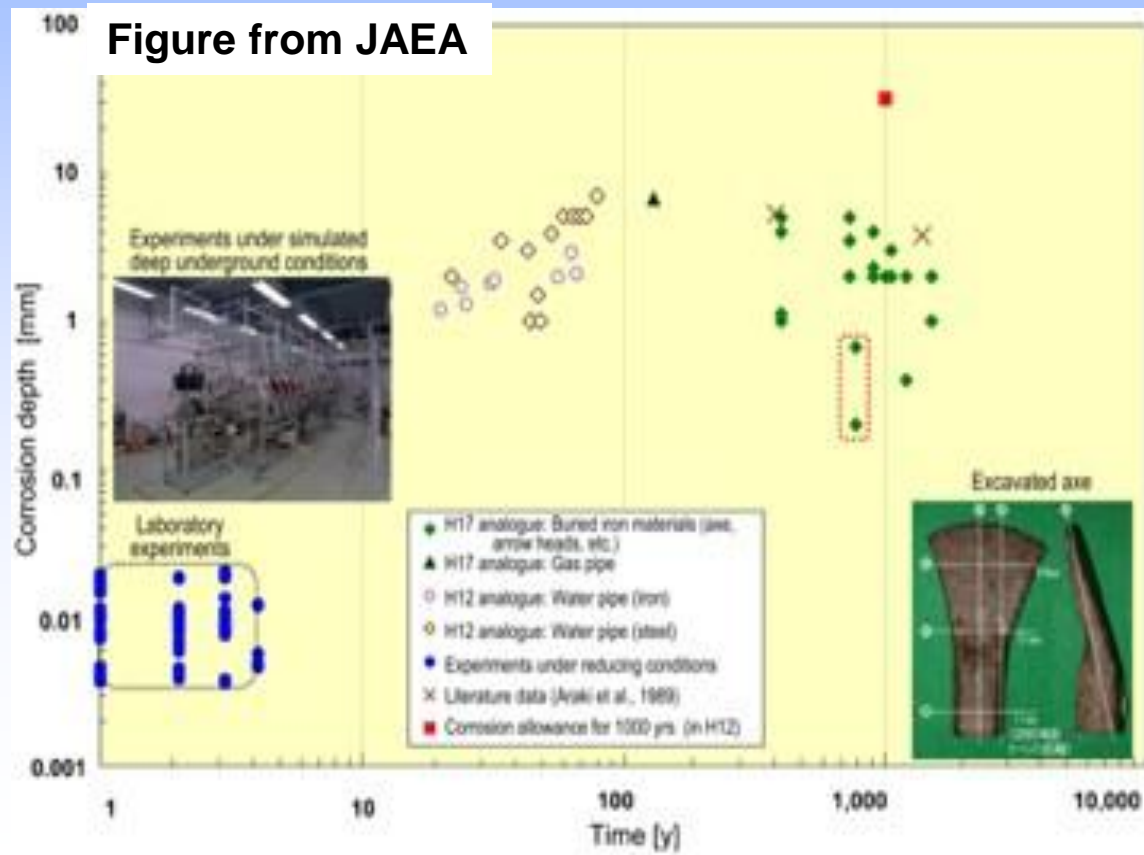 Figure from JAEA
100
10
1
0.1
0.01
0.001
Corrosion depth [mm]
Experiments under simulated
deep underground conditions
Laboratory
experiments
H17 analogue: Buried iron materials (axe,
arrow heads, etc.)
H17 analogue: Gas pipe
H12 analogue: Water pipe (iron)
H12 analogue: Water pipe (steel)
Experiments under reducing conditions
Literature data (Araki et al., 1989)
Corrosion allowance for 1000 yrs (in H12)
Excavated axe
1
10
100
1,000
10,000
Time [y]